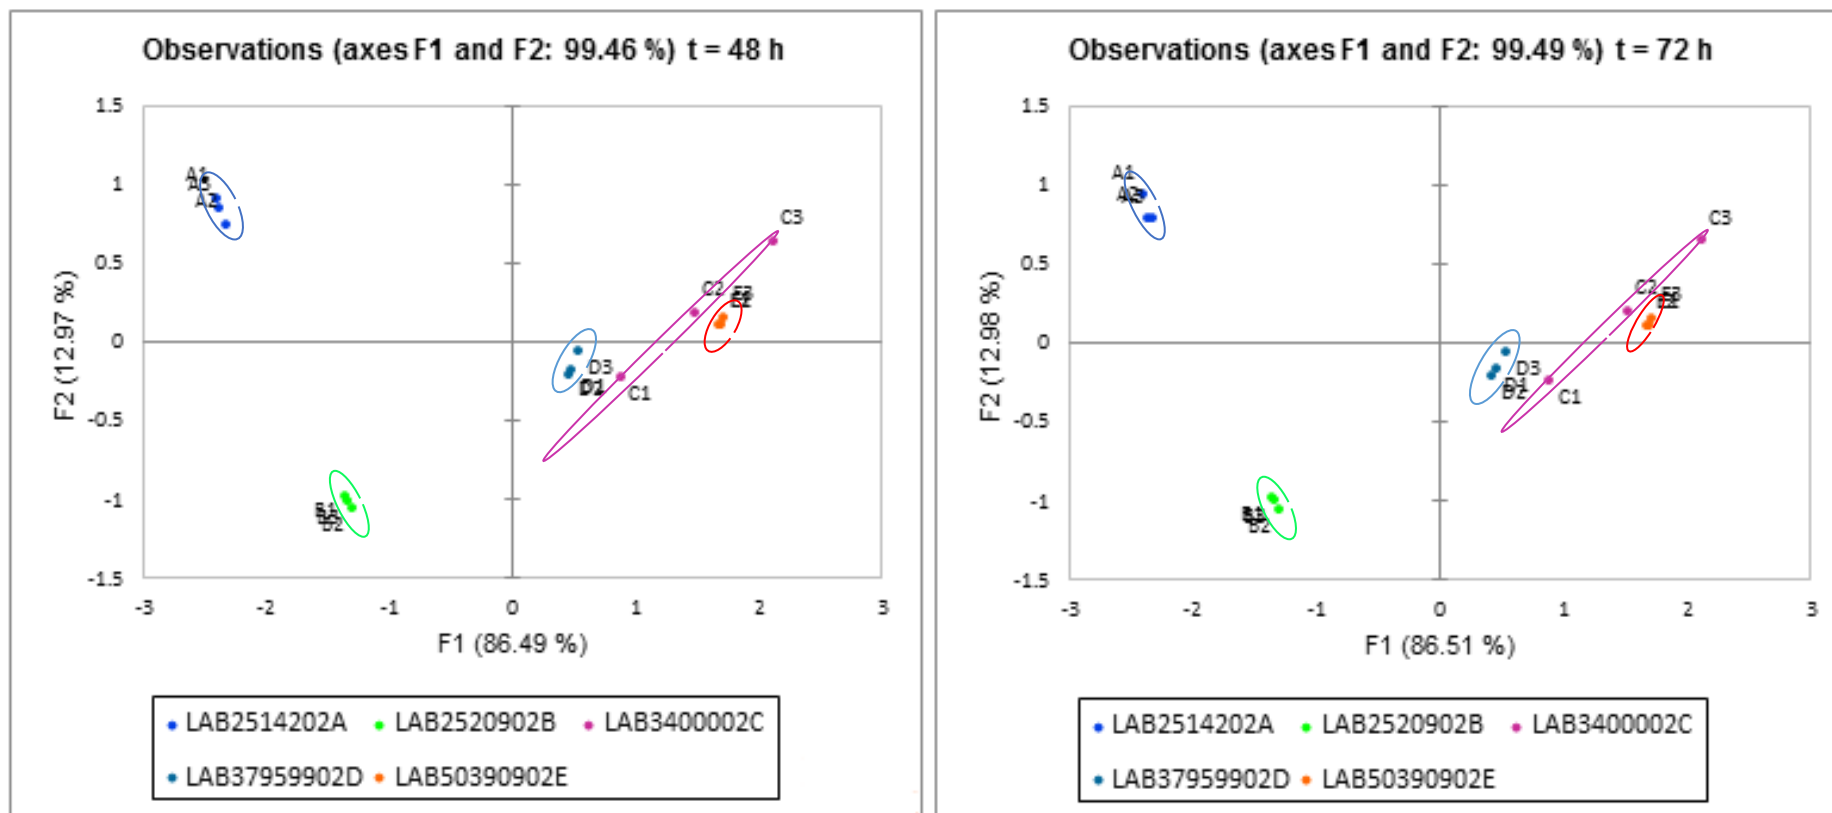 Observations (axes F1 and F2: 99.46 %) t = 48 h
1.5
1
0.5
0
-0.5
-1
-1.5
F2 (12.97 %)
A1
A2
C3
C2
D3
C1
B1
B2
-3 -2 -1 0 1 2 3
F1 (86.49 %)
LAB2514202A LAB2520902B LAB3400002C
LAB37959902D LAB50390902E
Observations (axes F1 and F2: 99.49 %) t = 72 h
1.5
1
0.5
0
-0.5
-1
-1.5
F2 (12.98 %)
A1
C3
C2
D3
D1
C1
B2
-3 -2 -1 0 1 2 3
F1 (86.51 %)
LAB2514202A LAB2520902B LAB3400002C
LAB37959902D LAB50390902E